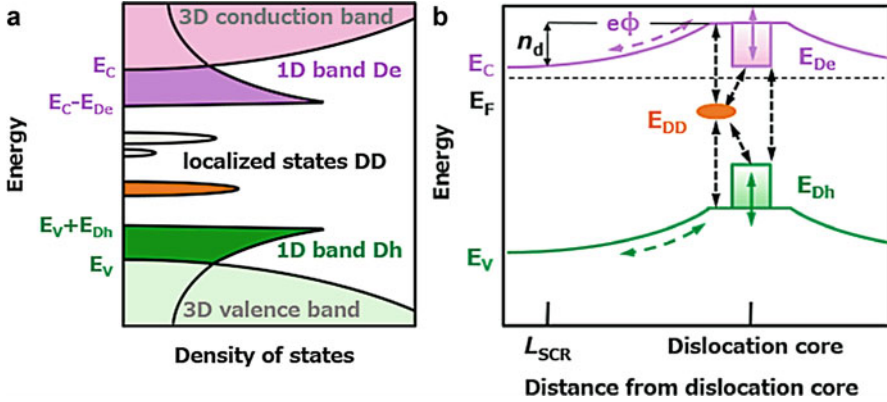 a
3D conduction band
E_C
1D band De
E_C-E_De
Energy
localized states DD
E_V+E_Dh
1D band Dh
E_V
3D valence band
Density of states
b
eΦ
n_d
E_C
E_De
E_F
E_DD
Energy
E_Dh
E_V
L_SCR
Dislocation core
Distance from dislocation core